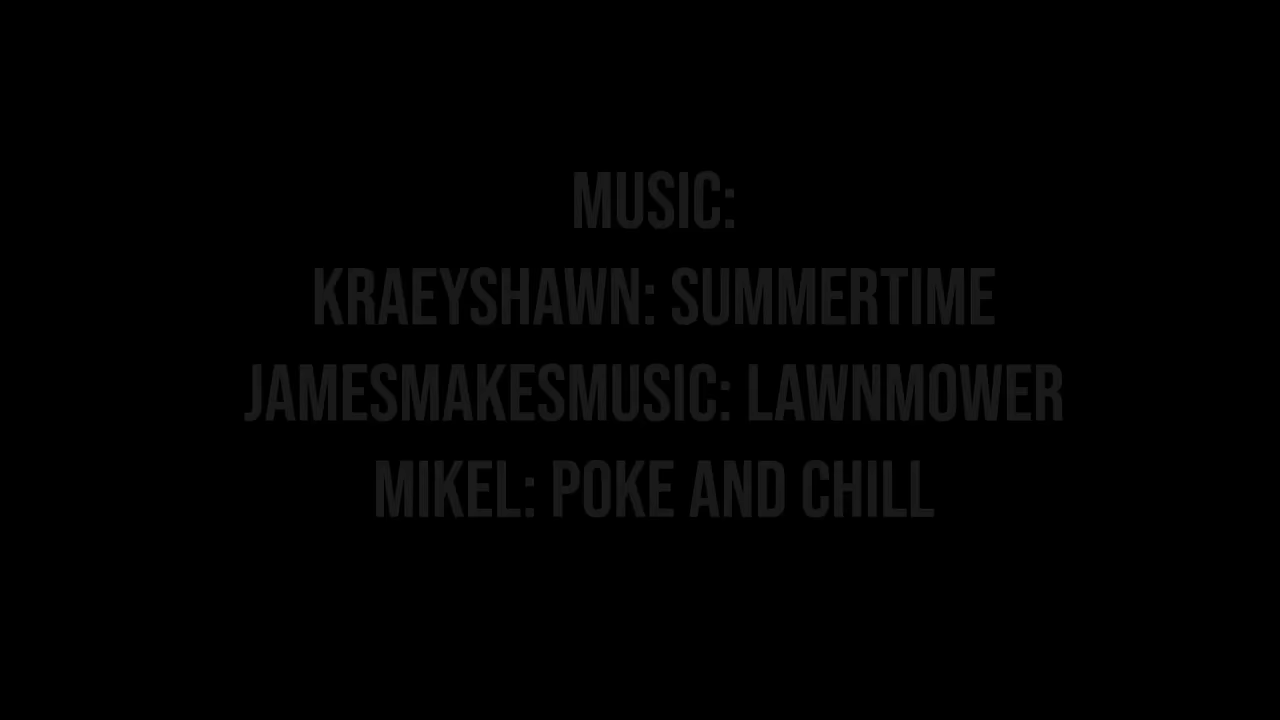 MUSIC:
KRAEYSHAWN: SUMMERTIME
JAMESMAKESMUSIC: LAWNMOWER
MIKEL: POKE AND CHILL